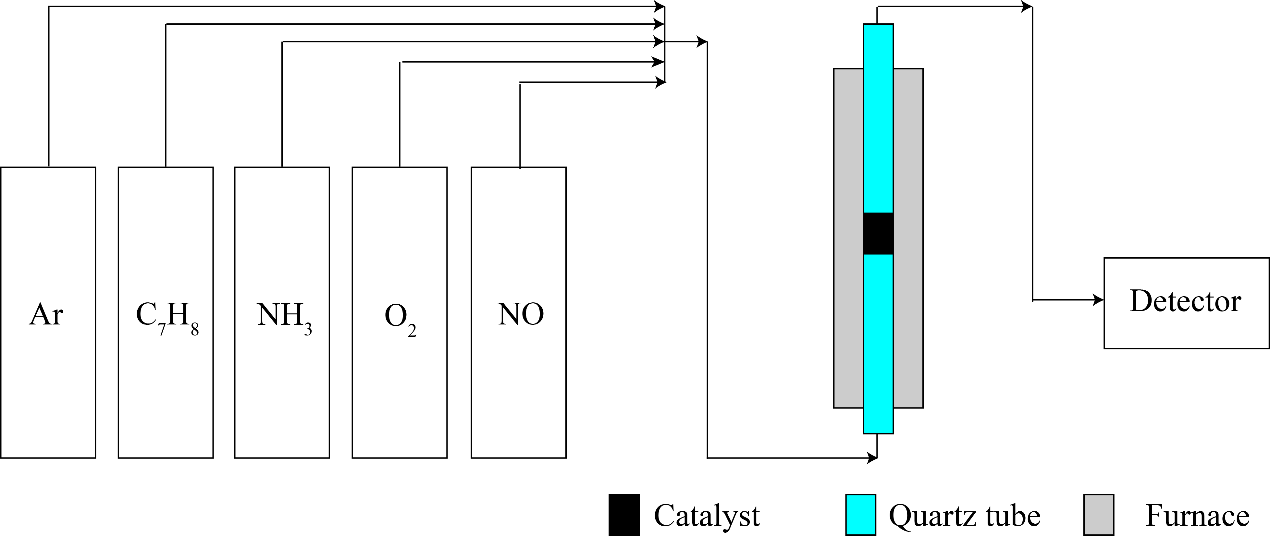 Ar
C₇H₈
NH₃
O₂
NO
Detector
Catalyst
Quartz tube
Furnace